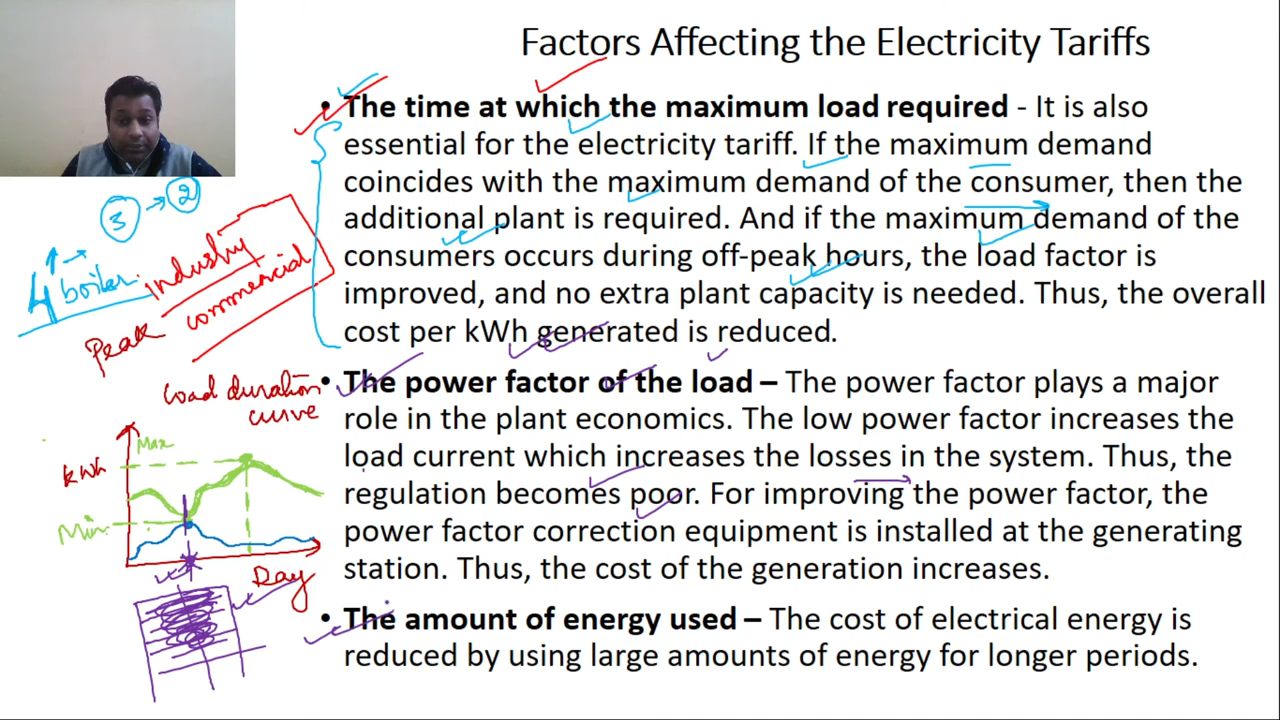 Factors Affecting the Electricity Tariffs
• The time at which the maximum load required - It is also
essential for the electricity tariff. If the maximum demand
coincides with the maximum demand of the consumer, then the
additional plant is required. And if the maximum demand of the
consumers occurs during off-peak hours, the load factor is
improved, and no extra plant capacity is needed. Thus, the overall
cost per kWh generated is reduced.
• The power factor of the load – The power factor plays a major
role in the plant economics. The low power factor increases the
load current which increases the losses in the system. Thus, the
regulation becomes poor. For improving the power factor, the
power factor correction equipment is installed at the generating
station. Thus, the cost of the generation increases.
• The amount of energy used – The cost of electrical energy is
reduced by using large amounts of energy for longer periods.
3 → 2
4 boiler
industry
Peak commercial
Load duration
curve
Max
kWh
Min
Day